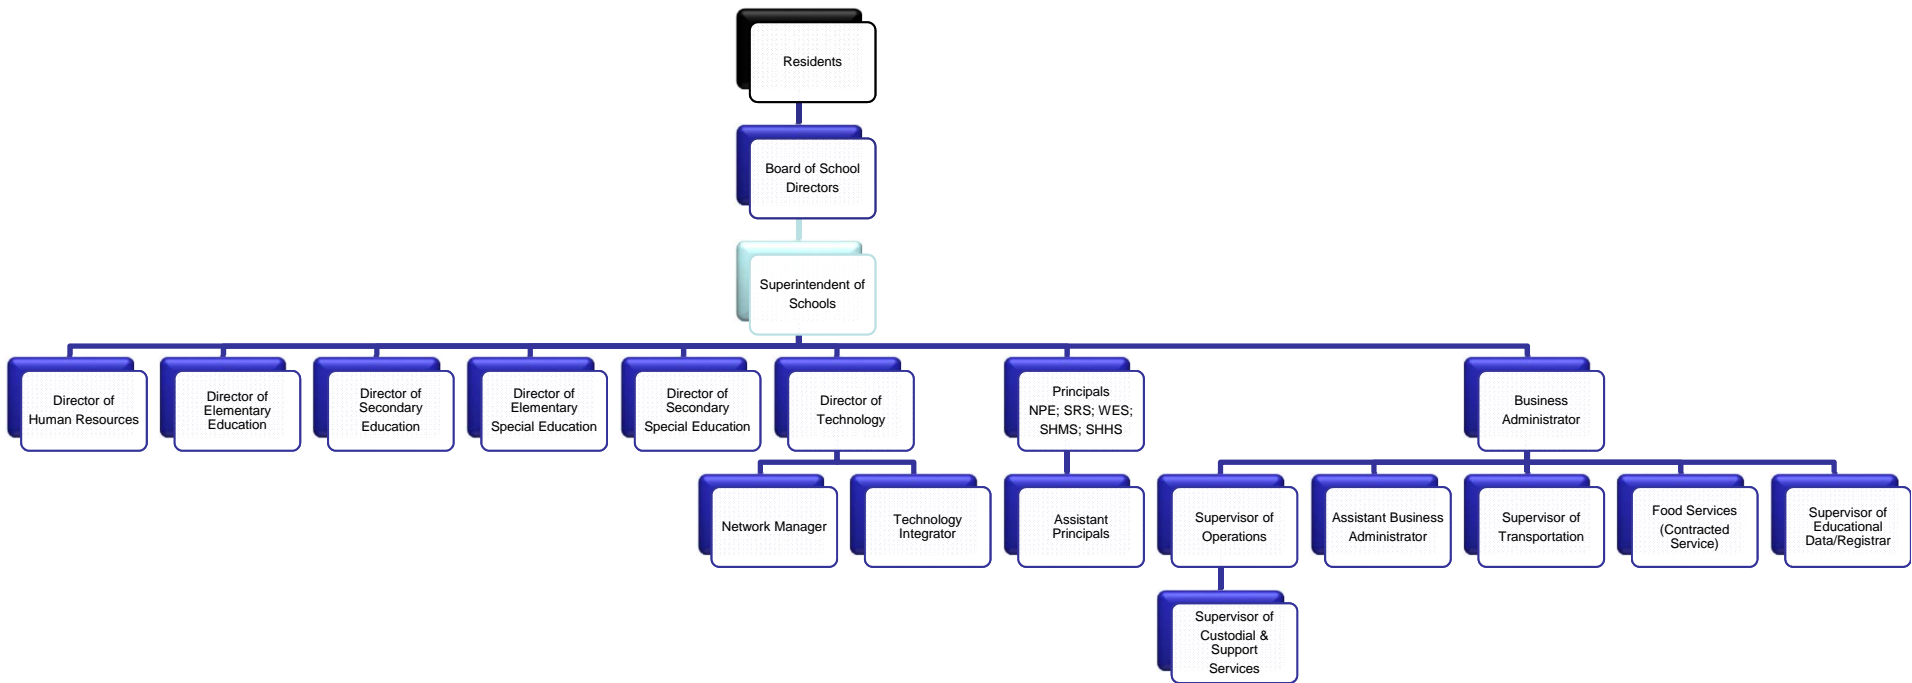 Residents
Board of School
Directors
Superintendent of
Schools
Director of
Human Resources
Director of
Elementary
Education
Director of
Secondary
Education
Director of
Elementary
Special Education
Director of
Secondary
Special Education
Director of
Technology
Principals
NPE; SRS; WES;
SHMS; SHHS
Business
Administrator
Network Manager
Technology
Integrator
Assistant
Principals
Supervisor of
Operations
Assistant Business
Administrator
Supervisor of
Transportation
Food Services
(Contracted
Service)
Supervisor of
Educational
Data/Registrar
Supervisor of
Custodial &
Support
Services